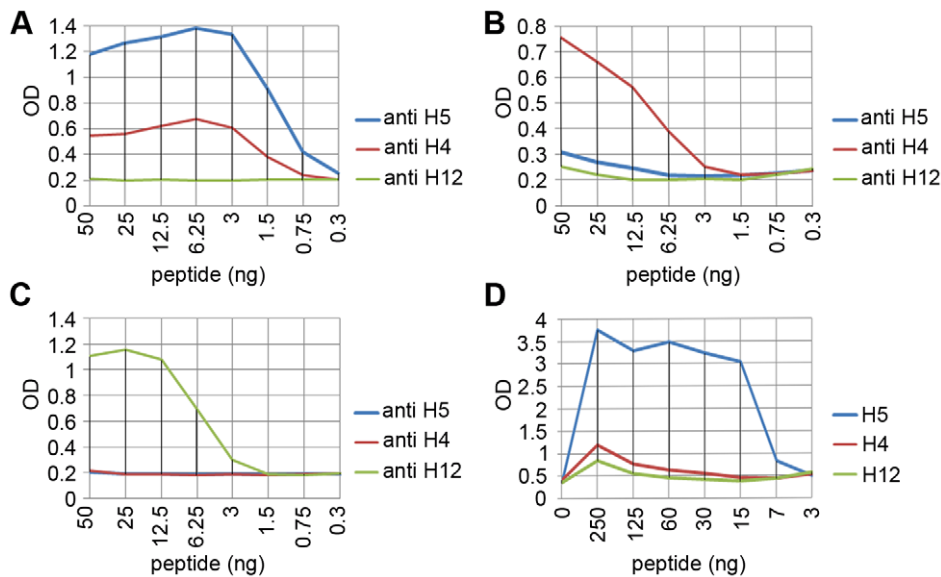 A
1.4
1.2
1
0.8
0.6
0.4
0.2
0
OD
50
25
12.5
6.25
3
1.5
0.75
0.3
peptide (ng)
anti H5
anti H4
anti H12
B
0.8
0.7
0.6
0.5
0.4
0.3
0.2
0.1
0
OD
50
25
12.5
6.25
3
1.5
0.75
0.3
peptide (ng)
anti H5
anti H4
anti H12
C
1.4
1.2
1
0.8
0.6
0.4
0.2
0
OD
50
25
12.5
6.25
3
1.5
0.75
0.3
peptide (ng)
anti H5
anti H4
anti H12
D
4
3.5
3
2.5
2
1.5
1
0.5
0
OD
0
250
125
60
30
15
7
3
peptide (ng)
H5
H4
H12